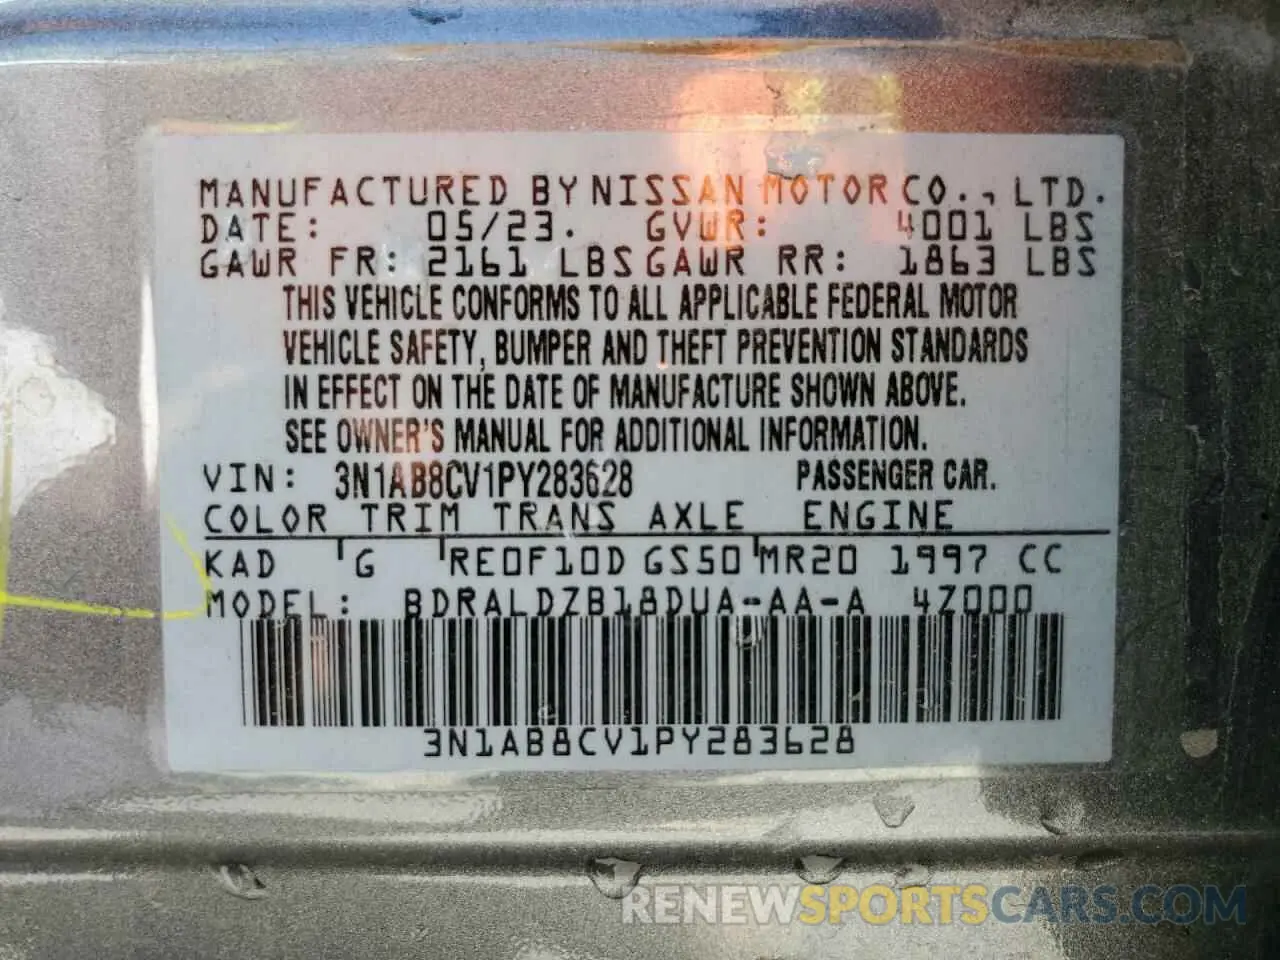 MANUFACTURED BY NISSAN MOTOR CO., LTD.
DATE: 05/23. GVWR: 4001 LBS
GAWR FR: 2161 LBS GAWR RR: 1863 LBS
THIS VEHICLE CONFORMS TO ALL APPLICABLE FEDERAL MOTOR
VEHICLE SAFETY, BUMPER AND THEFT PREVENTION STANDARDS
IN EFFECT ON THE DATE OF MANUFACTURE SHOWN ABOVE.
SEE OWNER'S MANUAL FOR ADDITIONAL INFORMATION.
VIN: 3N1AB8CV1PY283628 PASSENGER CAR.
COLOR TRIM TRANS AXLE ENGINE
KAD G RE0F10D GS50 MR20 1997 CC
MODEL: BDRALDZB18DUA-AA-A 4Z000
3N1AB8CV1PY283628
RENEWSPORTSCARS.COM